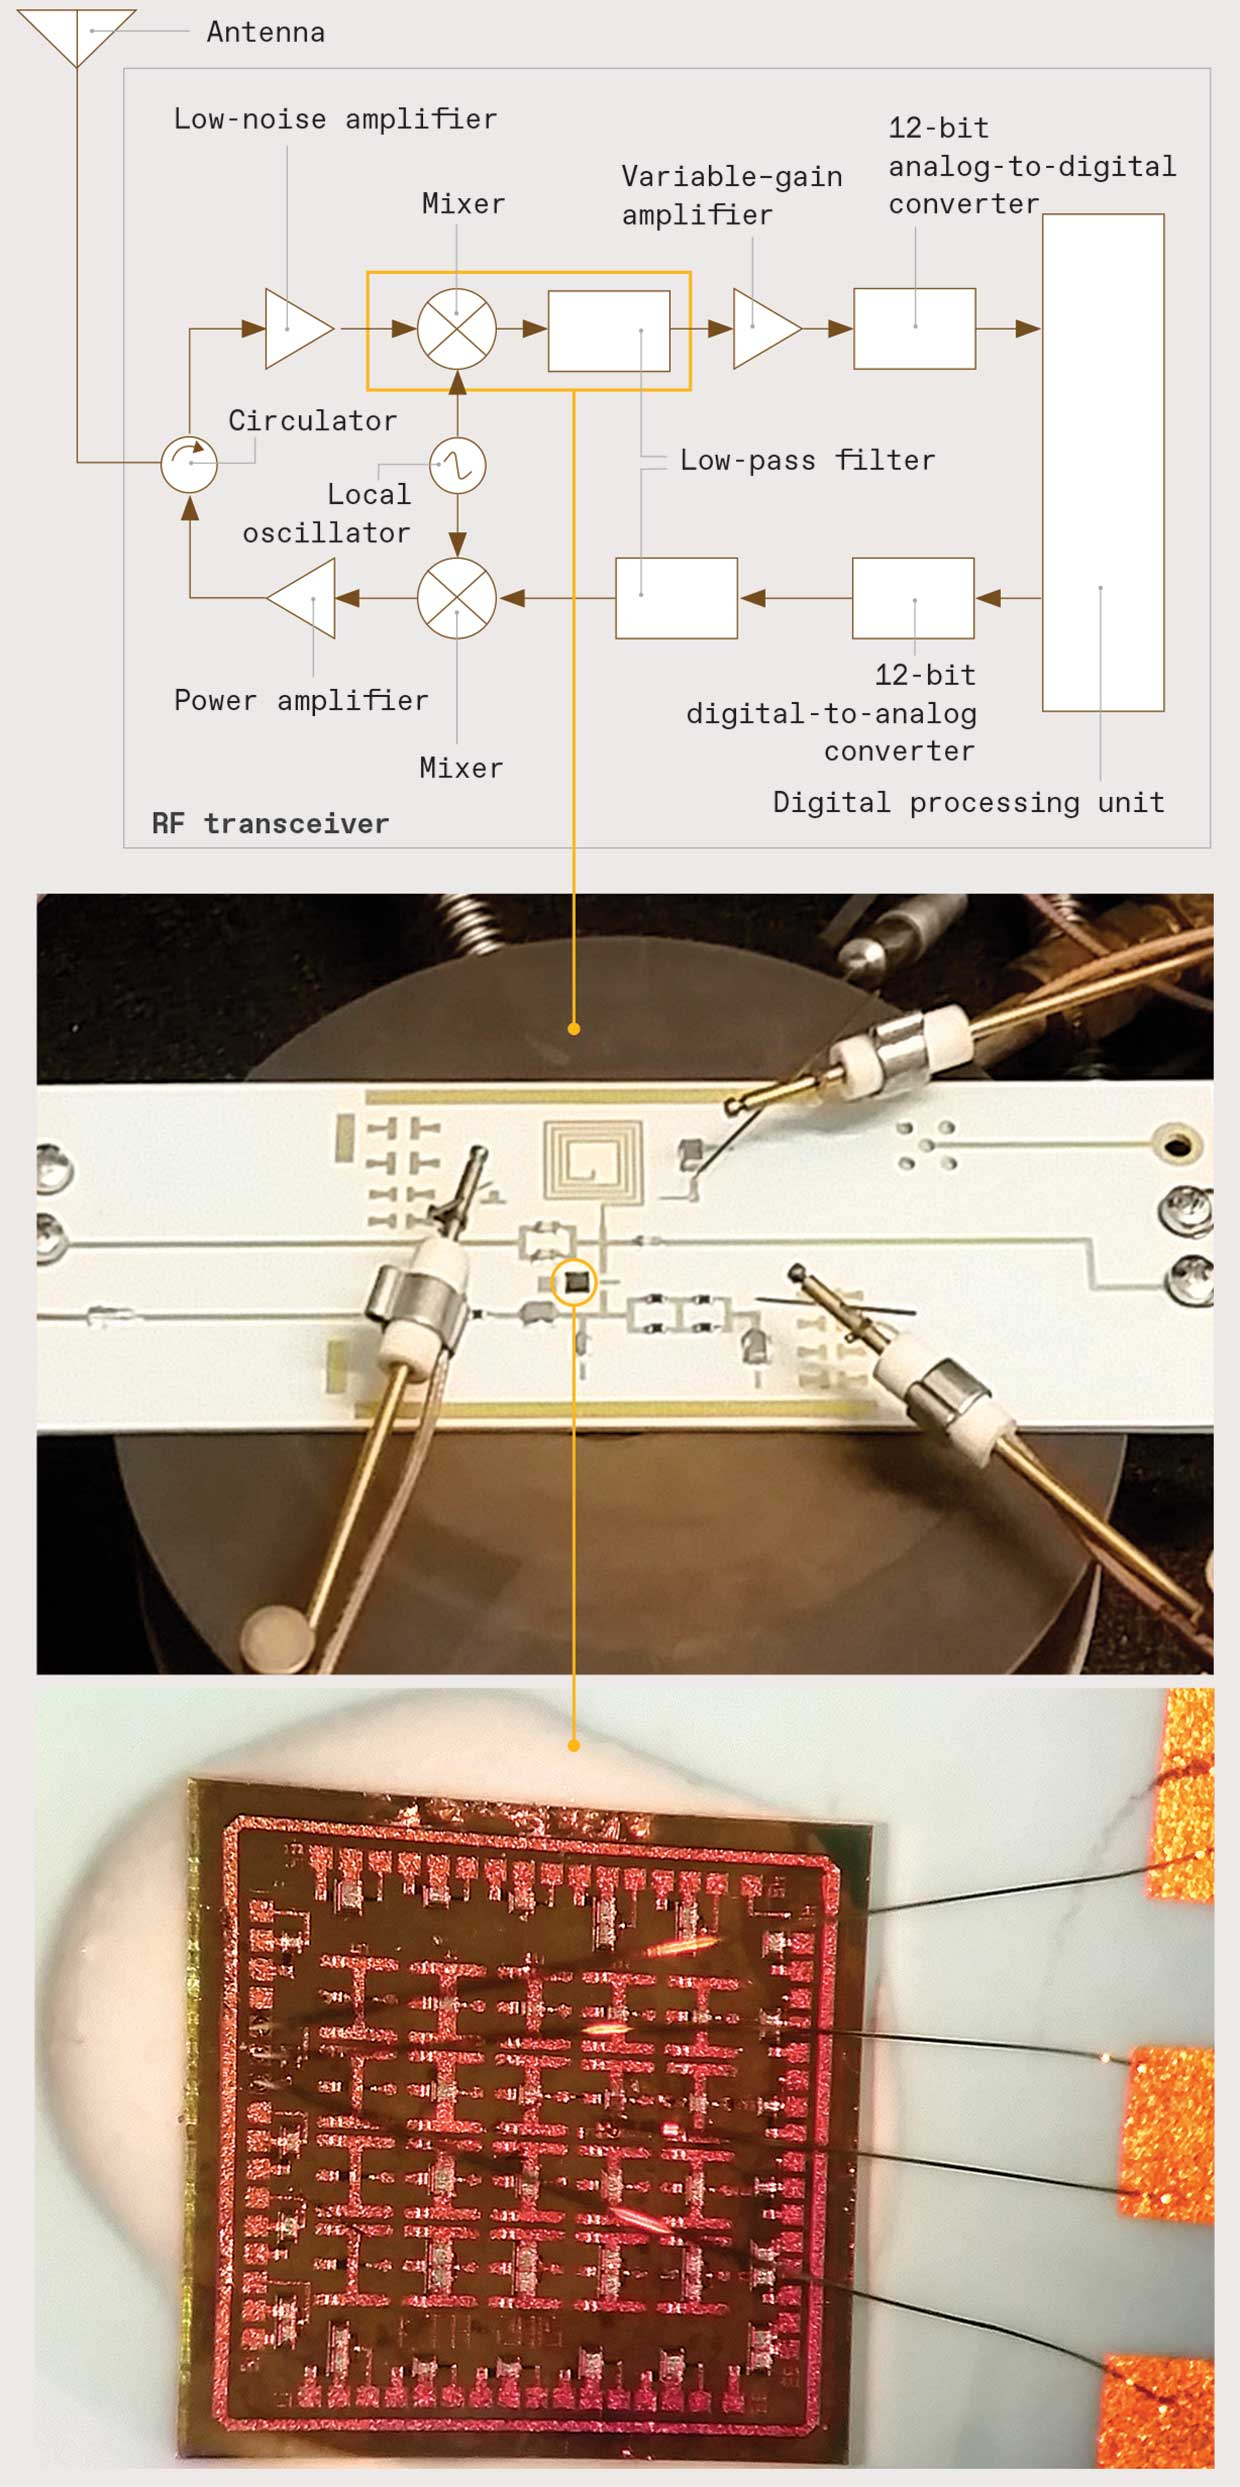 Antenna
Low-noise amplifier
Mixer
Variable-gain
amplifier
12-bit
analog-to-digital
converter
Circulator
Local
oscillator
Low-pass filter
Power amplifier
Mixer
12-bit
digital-to-analog
converter
Digital processing unit
RF transceiver